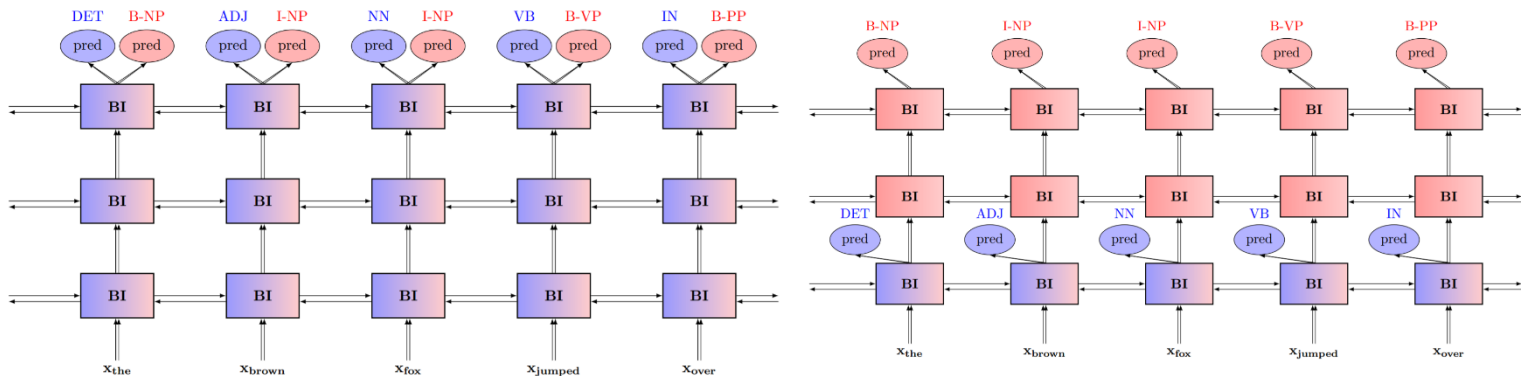 DET B-NP ADJ I-NP NN I-NP VB B-VP IN B-PP
pred pred pred pred pred pred pred pred pred pred
BI BI BI BI BI
BI BI BI BI BI
BI BI BI BI BI
x_the x_brown x_fox x_jumped x_over
B-NP I-NP I-NP B-VP B-PP
pred pred pred pred pred
BI BI BI BI BI
BI BI BI BI BI
DET ADJ NN VB IN
pred pred pred pred pred
BI BI BI BI BI
x_the x_brown x_fox x_jumped x_over